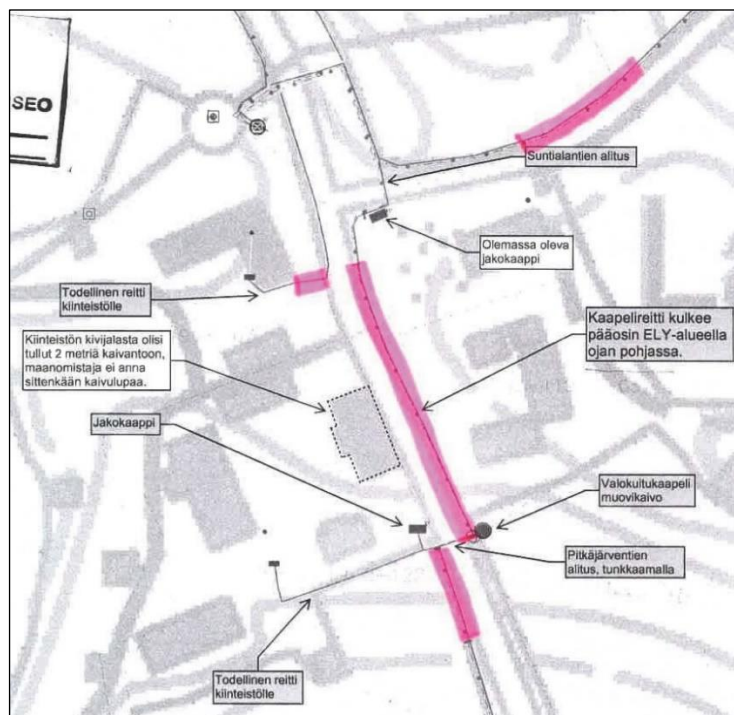 SEO
Suntialantien alitus
Olemassa oleva
jakokaappi
Todellinen reitti
kiinteistölle
Kaapelireitti kulkee
pääosin ELY-alueella
ojan pohjassa.
Kiinteistön kivijalasta olisi
tullut 2 metriä kaivantoon,
maanomistaja ei anna
sittenkään kaivulupaa.
Jakokaappi
Valokuitukaapeli
muovikaivo
Pitkäjärventien
alitus, tunkkaamalla
Todellinen reitti
kiinteistölle